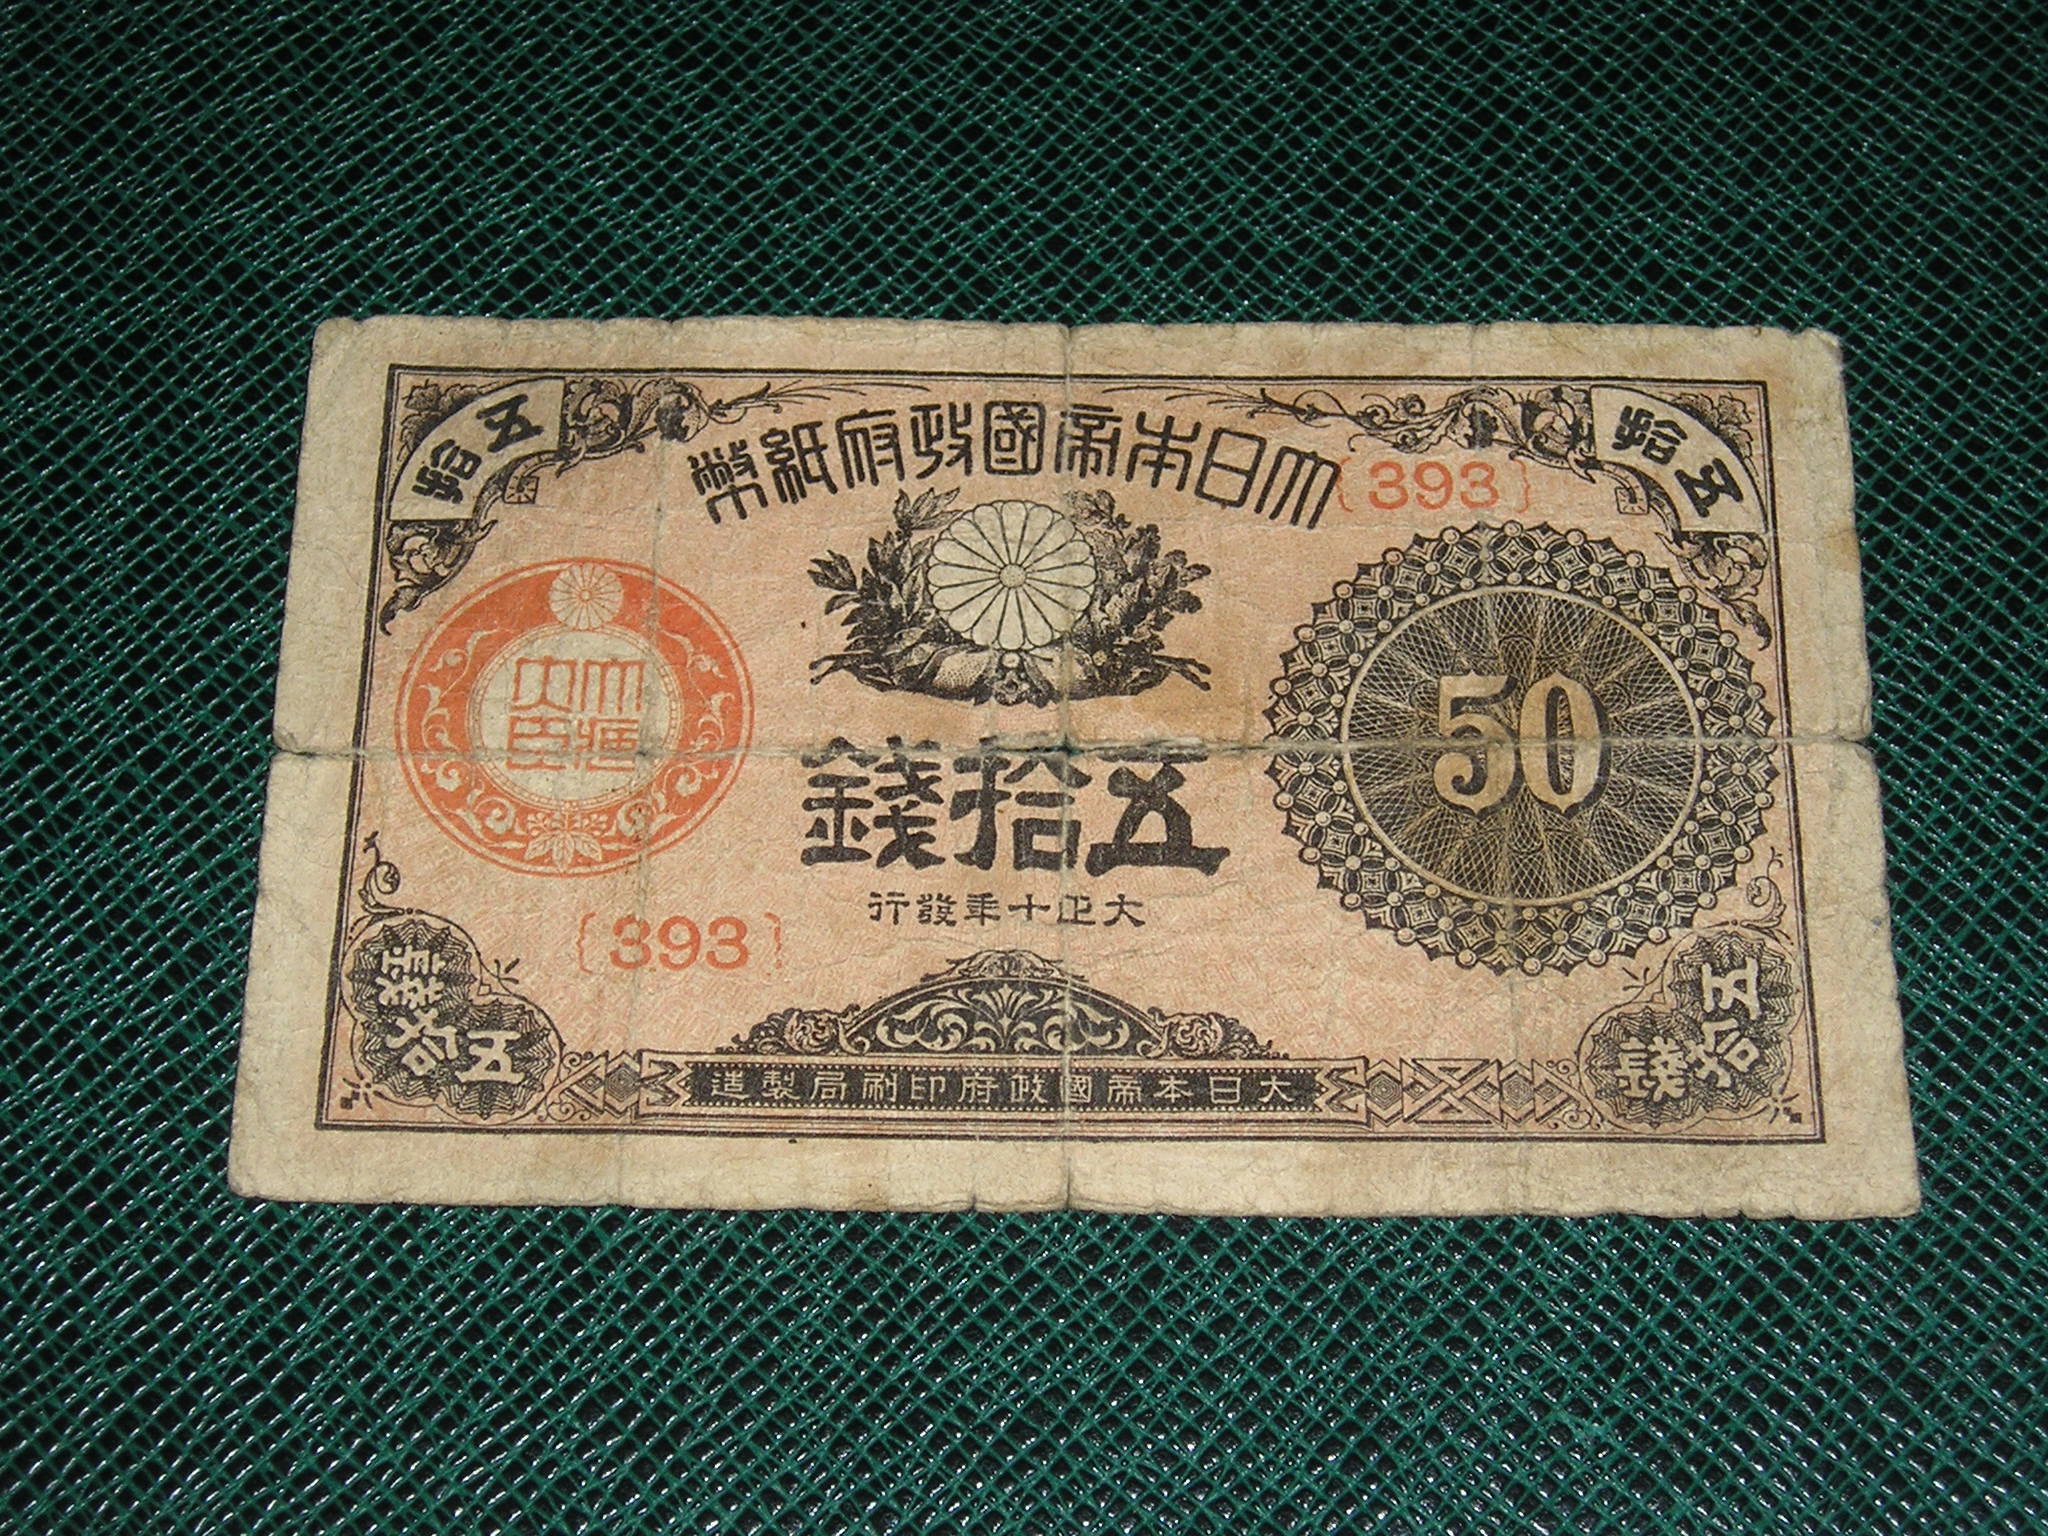 五拾
拾五
大日本帝國政府紙幣
{393}
大藏大臣
50
五拾錢
大正十年發行
{393}
五拾錢
五拾錢
大日本帝國政府印刷局製造